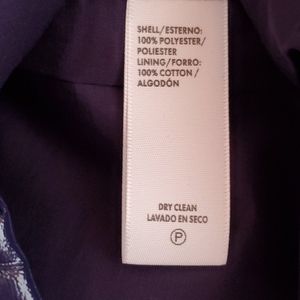 SHELL/ESTERNO:
100% POLYESTER/
POLIESTER
LINING/FORRO:
100% COTTON /
ALGODÓN
DRY CLEAN
LAVADO EN SECO
P